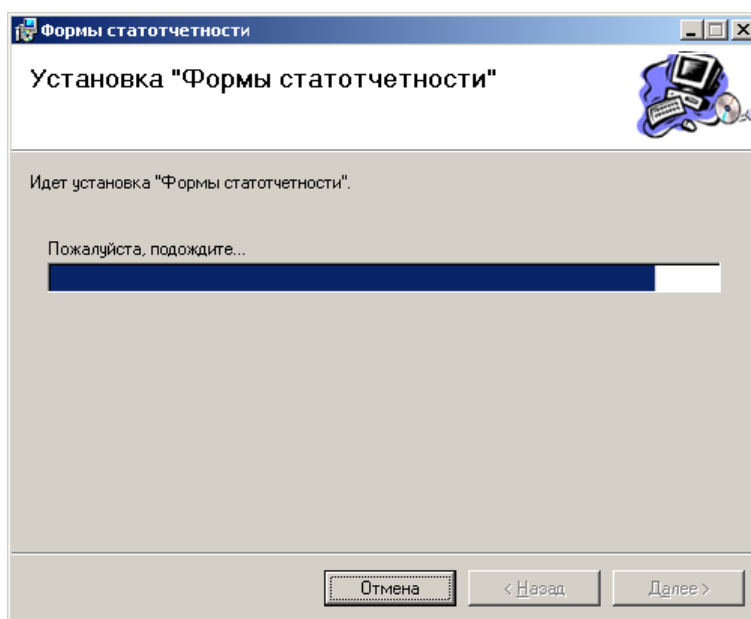 Формы статотчетности
Установка "Формы статотчетности"
Идет установка "Формы статотчетности".
Пожалуйста, подождите...
Отмена
< Назад
Далее >